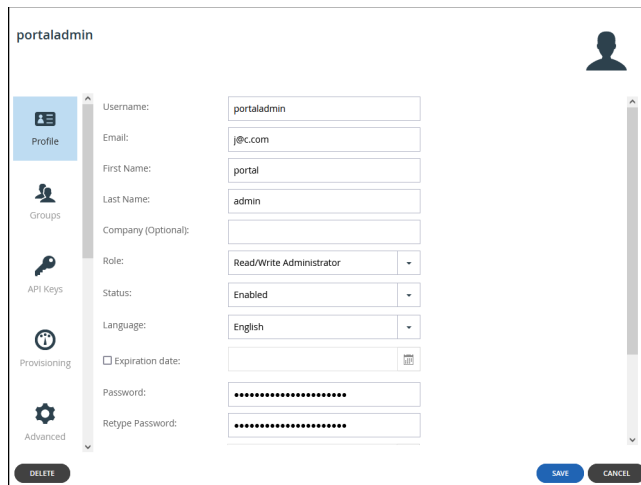 portaladmin
Profile
Groups
API Keys
Provisioning
Advanced
Username: portaladmin
Email: j@c.com
First Name: portal
Last Name: admin
Company (Optional):
Role: Read/Write Administrator
Status: Enabled
Language: English
Expiration date:
Password: ••••••••••••••••••••••
Retype Password: ••••••••••••••••••••••
DELETE
SAVE CANCEL